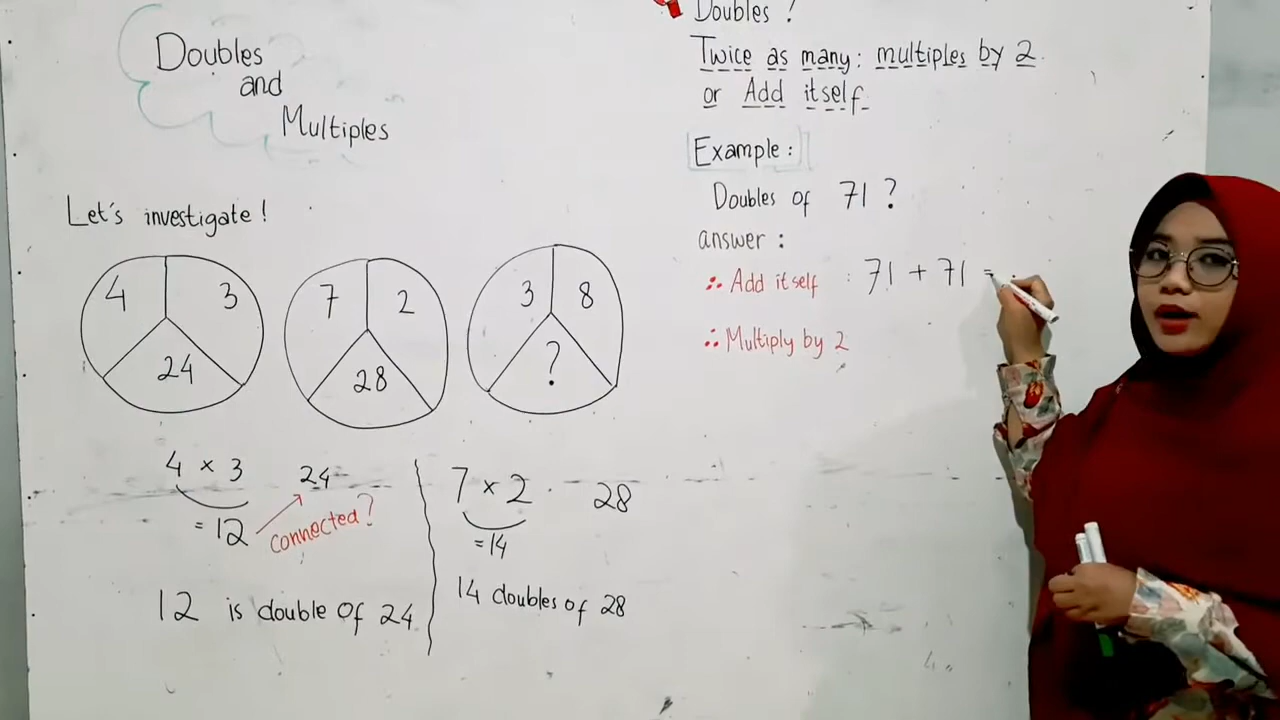 Doubles
and
Multiples
Let's investigate!
4 3
24
7 2
28
3 8
?
4 × 3 24
= 12 connected?
12 is double of 24
7 × 2 28
= 14
14 doubles of 28
Doubles ?
Twice as many: multiples by 2
or Add itself
Example:
Doubles of 71 ?
answer :
∴ Add itself : 71 + 71 =
∴ Multiply by 2